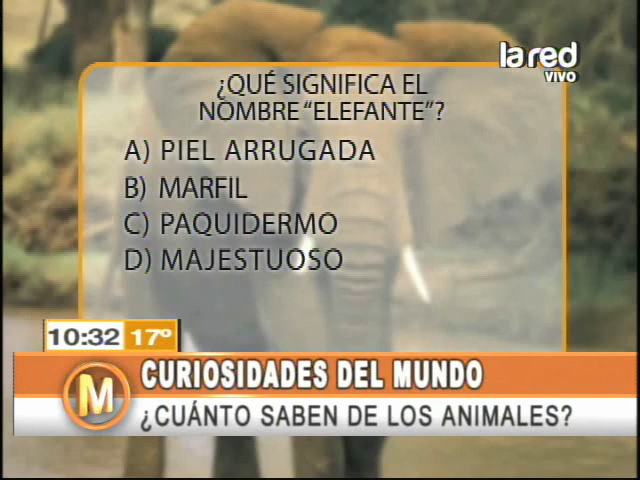 la red
VIVO
¿QUÉ SIGNIFICA EL
NOMBRE "ELEFANTE"?
A) PIEL ARRUGADA
B) MARFIL
C) PAQUIDERMO
D) MAJESTUOSO
10:32 17º
M CURIOSIDADES DEL MUNDO
¿CUÁNTO SABEN DE LOS ANIMALES?